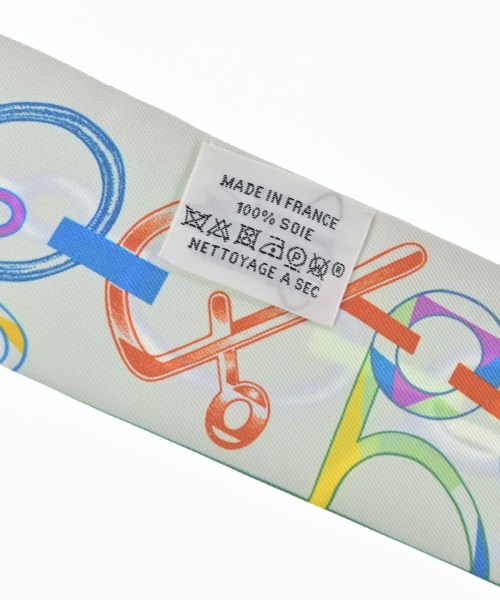 MADE IN FRANCE
100% SOIE
P W ®
NETTOYAGE A SEC